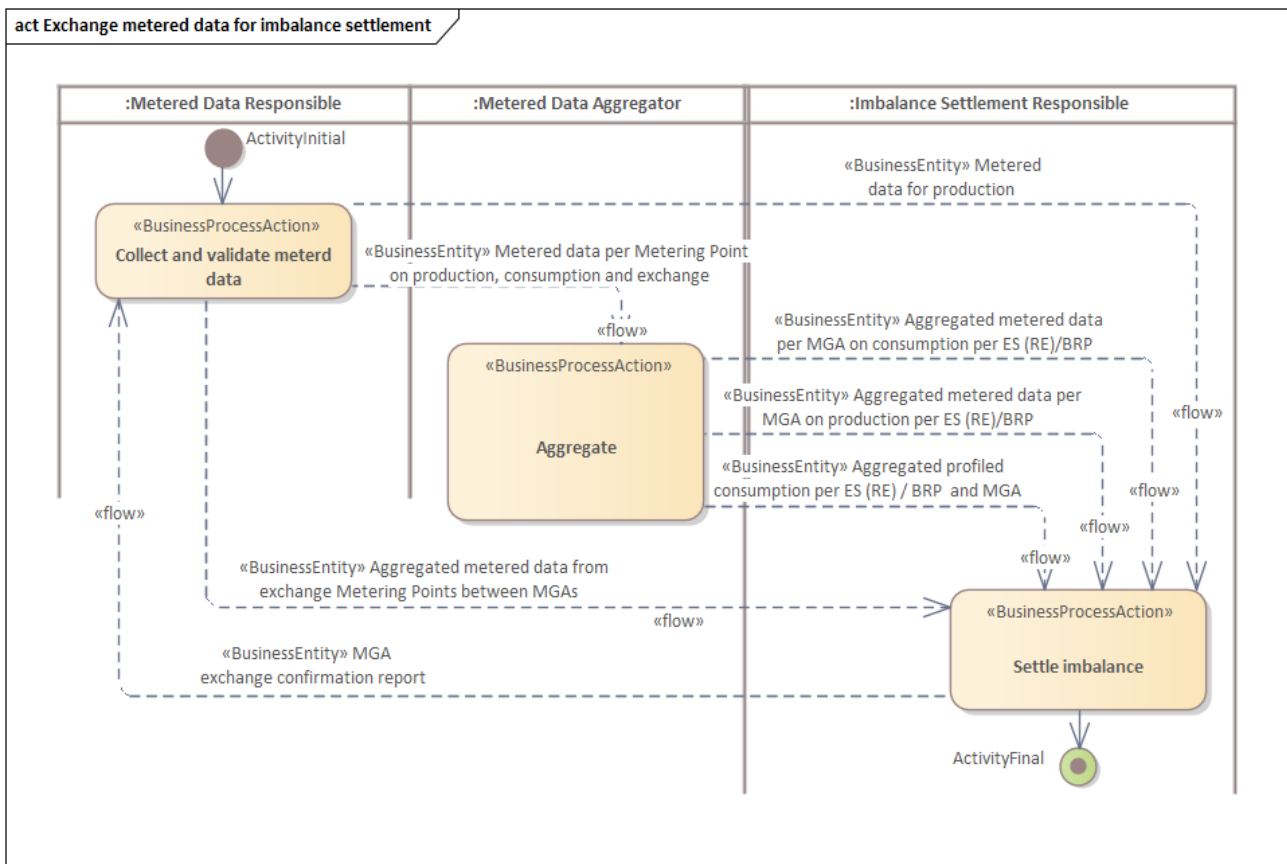 act Exchange metered data for imbalance settlement
:Metered Data Responsible
:Metered Data Aggregator
:Imbalance Settlement Responsible
ActivityInitial
«BusinessEntity» Metered
data for production
«BusinessProcessAction»
Collect and validate meterd
data
«BusinessEntity» Metered data per Metering Point
on production, consumption and exchange
«flow»
«BusinessEntity» Aggregated metered data
per MGA on consumption per ES (RE)/BRP
«BusinessProcessAction»
Aggregate
«BusinessEntity» Aggregated metered data per
MGA on production per ES (RE)/BRP
«flow»
«BusinessEntity» Aggregated profiled
consumption per ES (RE) / BRP and MGA
«flow»
«flow»
«flow»
«flow»
«BusinessEntity» Aggregated metered data from
exchange Metering Points between MGAs
«flow»
«BusinessProcessAction»
Settle imbalance
«BusinessEntity» MGA
exchange confirmation report
ActivityFinal